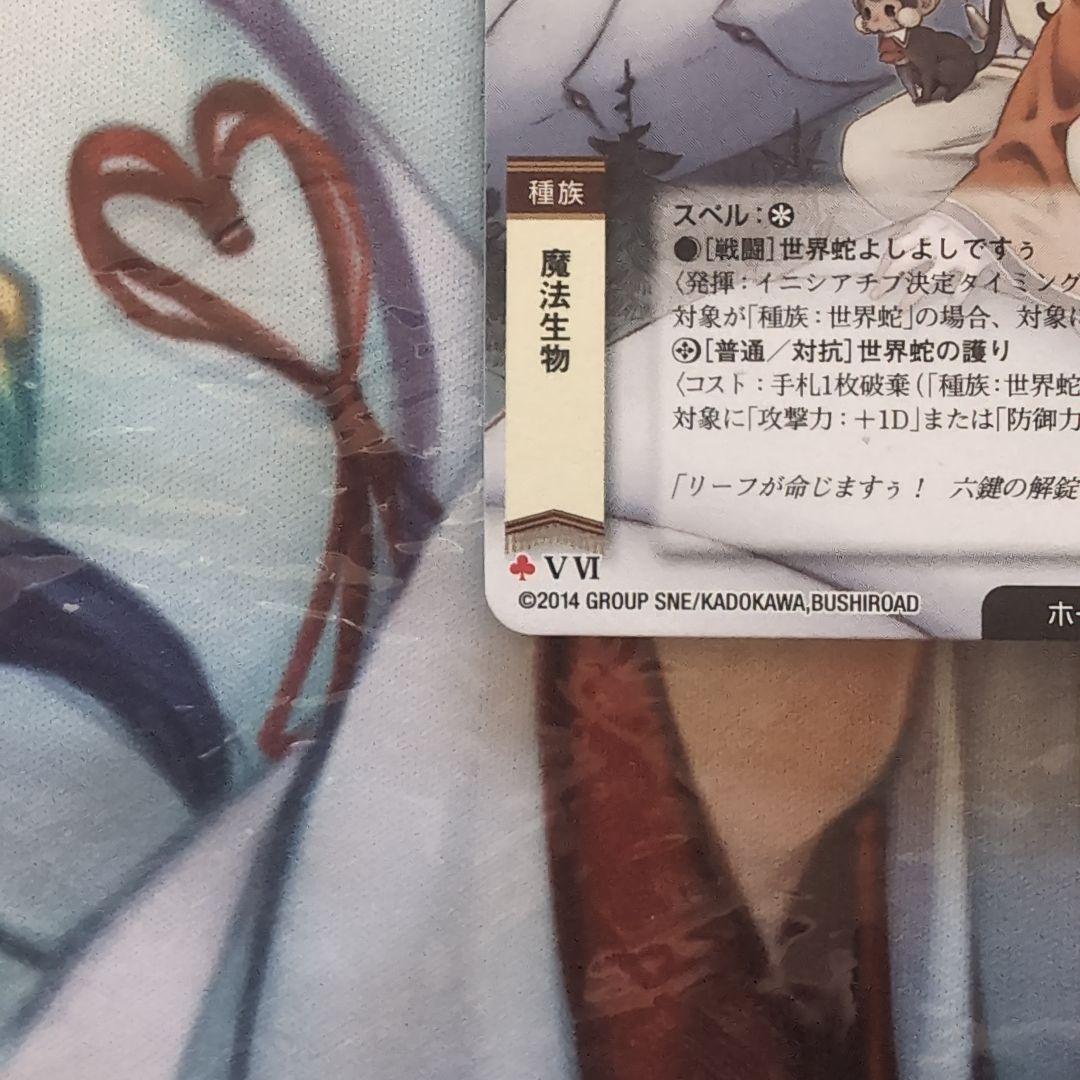 種族
魔法生物
スペル:✲
●[戦闘]世界蛇よしよしですぅ
〈発揮:イニシアチブ決定タイミング
対象が「種族:世界蛇」の場合、対象に
[普通/対抗]世界蛇の護り
〈コスト:手札1枚破棄(「種族:世界蛇
対象に「攻撃力:+1D」または「防御力
「リーフが命じますぅ! 六鍵の解錠
♣ V VI
©2014 GROUP SNE/KADOKAWA,BUSHIROAD
ホ